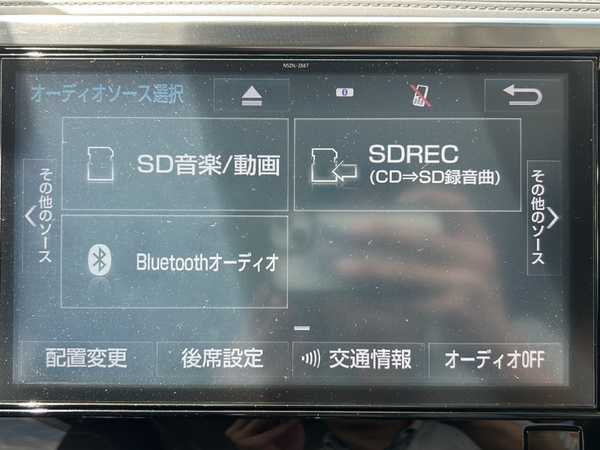 NSZN-Z66T
オーディオソース選択
SD音楽/動画
SDREC
(CD⇒SD録音曲)
その他のソース
その他のソース
Bluetoothオーディオ
配置変更
後席設定
交通情報
オーディオOFF